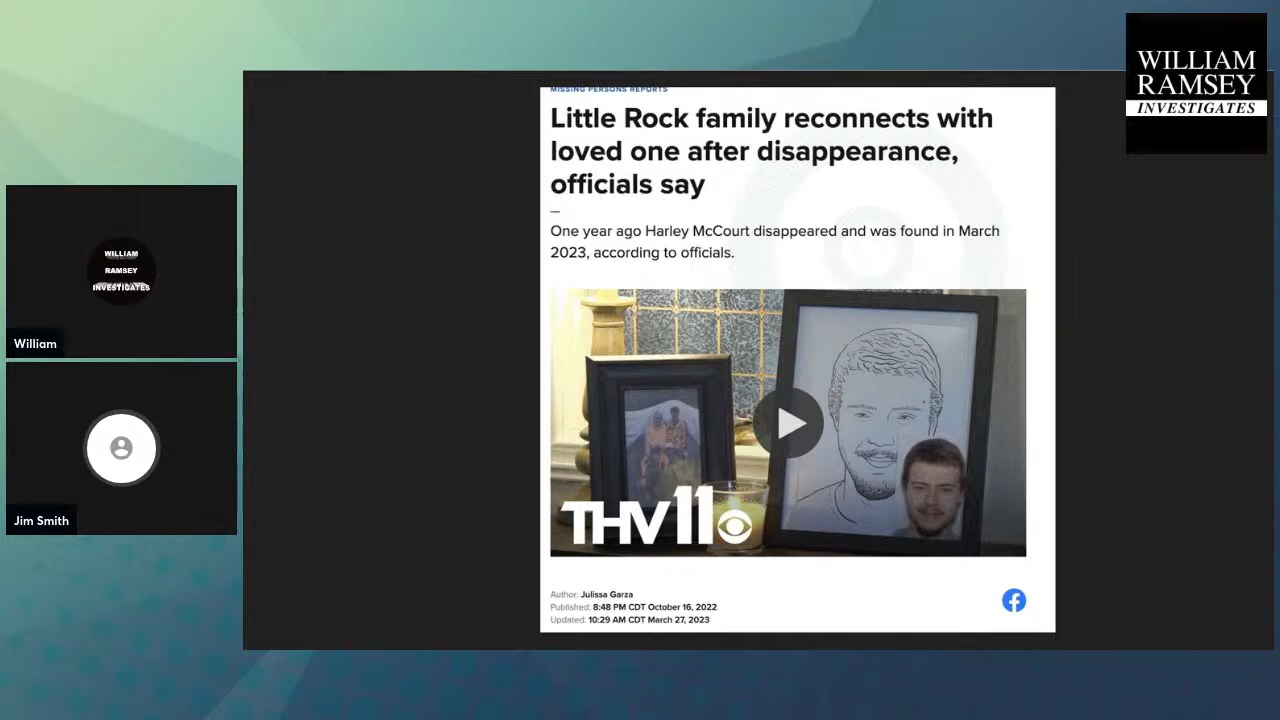 WILLIAM
RAMSEY
INVESTIGATES
MISSING PERSONS REPORTS
Little Rock family reconnects with
loved one after disappearance,
officials say
—
One year ago Harley McCourt disappeared and was found in March
2023, according to officials.
WILLIAM
RAMSEY
INVESTIGATES
William
Jim Smith
THV11
Author: Julissa Garza
Published: 8:48 PM CDT October 16, 2022
Updated: 10:29 AM CDT March 27, 2023